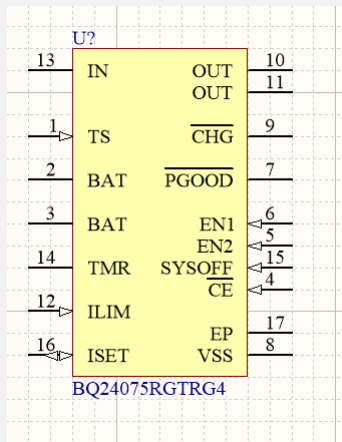 U?
13 IN OUT 10
OUT 11
1 TS CHG 9
2 BAT PGOOD 7
3 BAT EN1 6
EN2 5
14 TMR SYSOFF 15
CE 4
12 ILIM
EP 17
16 ISET VSS 8
BQ24075RGTRG4